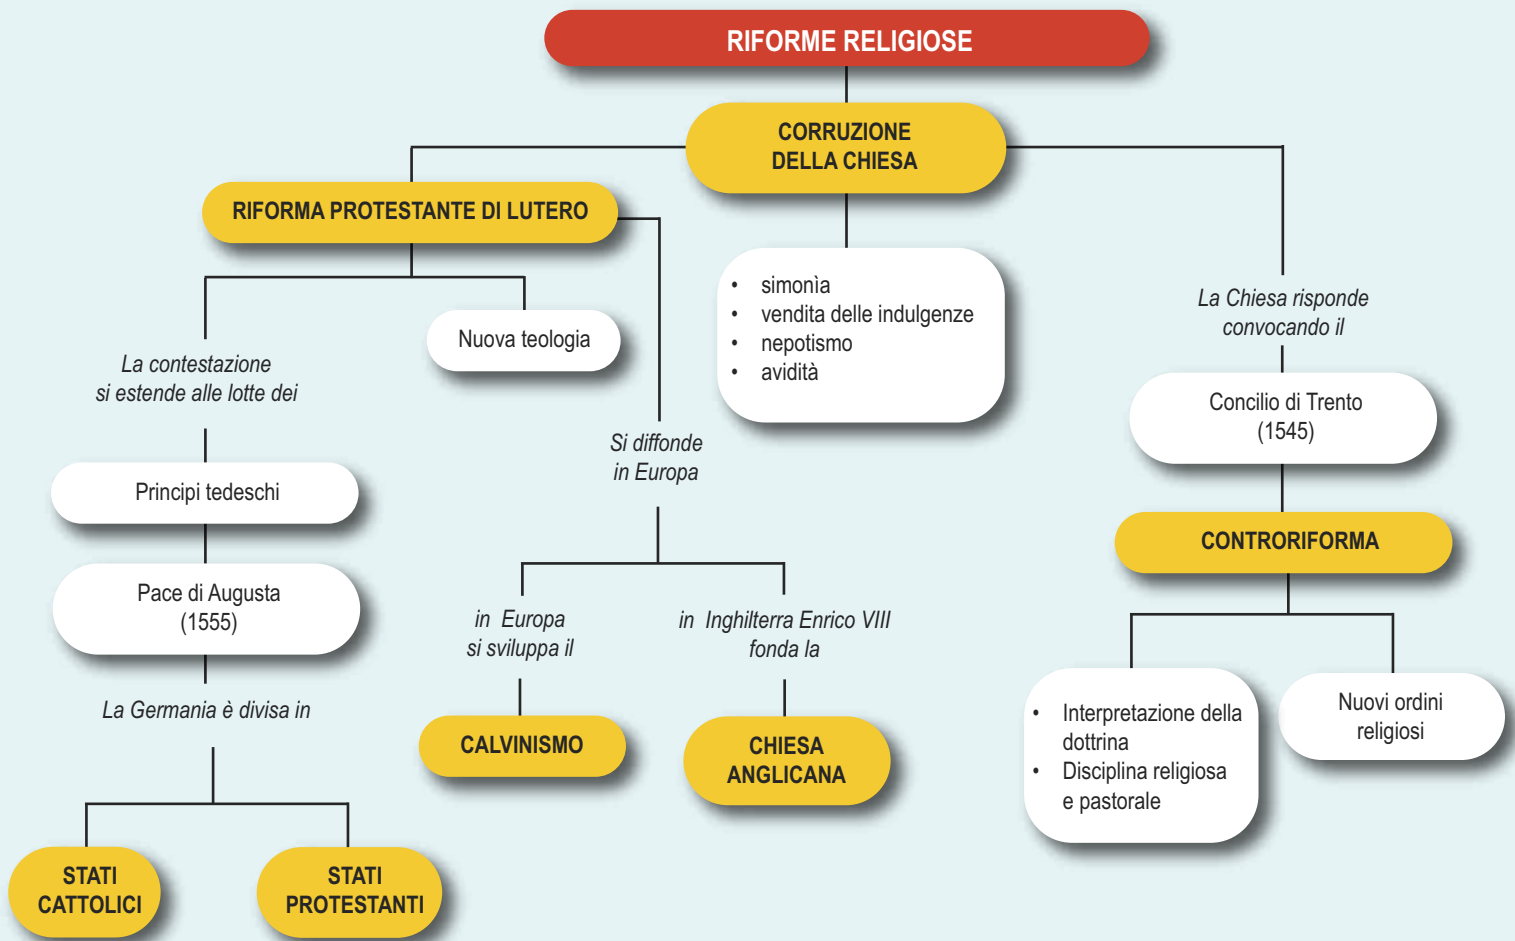 RIFORME RELIGIOSE
CORRUZIONE
DELLA CHIESA
RIFORMA PROTESTANTE DI LUTERO
• simonìa
• vendita delle indulgenze
• nepotismo
• avidità
La Chiesa risponde
convocando il
Nuova teologia
La contestazione
si estende alle lotte dei
Concilio di Trento
(1545)
Si diffonde
in Europa
Principi tedeschi
CONTRORIFORMA
Pace di Augusta
(1555)
in Europa
si sviluppa il
in Inghilterra Enrico VIII
fonda la
La Germania è divisa in
CALVINISMO
CHIESA
ANGLICANA
• Interpretazione della
dottrina
• Disciplina religiosa
e pastorale
Nuovi ordini
religiosi
STATI
CATTOLICI
STATI
PROTESTANTI